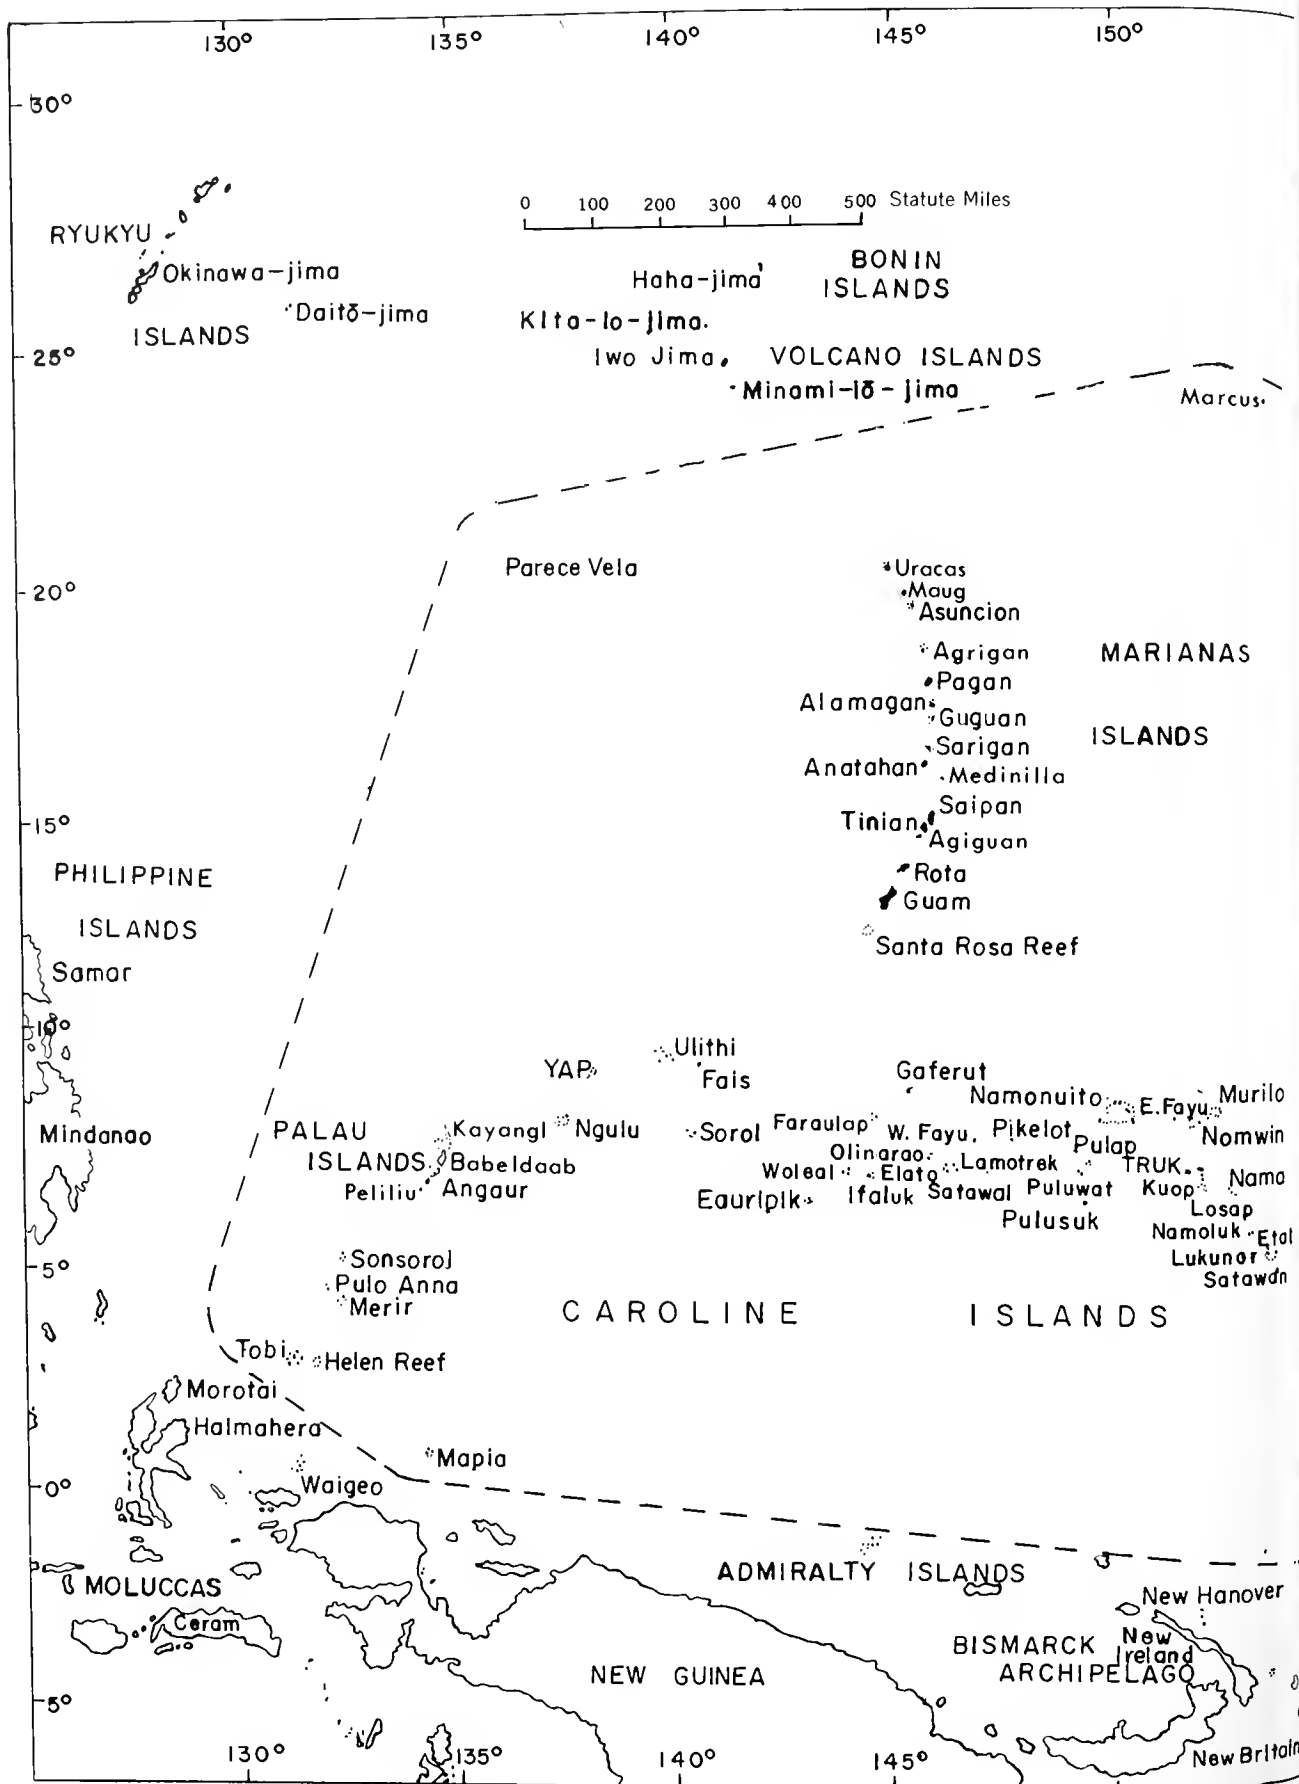 130° 135° 140° 145° 150°
30°
0 100 200 300 400 500 Statute Miles
RYUKYU
ISLANDS
Okinawa-jima
Daitō-jima
Haha-jima
BONIN
ISLANDS
Kita-Io-jima
Iwo Jima
VOLCANO ISLANDS
25°
Minami-iō-jima
Marcus
Parece Vela
20°
Uracas
Maug
Asuncion
Agrigan
MARIANAS
Pagan
Alamagan
Guguan
ISLANDS
Sarigan
Anatahan
Medinilla
Saipan
15°
Tinian
Agiguan
PHILIPPINE
ISLANDS
Rota
Guam
Santa Rosa Reef
Samar
10°
Ulithi
YAP
Fais
Gaferut
Namonuito
E. Fayu
Murilo
Mindanao
PALAU
ISLANDS
Kayangl
Ngulu
Sorol
Faraulap
W. Fayu
Pikelot
Pulap
Nomwin
Babeldaab
Olinarao
Woleal
Elato
Lamotrek
TRUK
Peliliu
Angaur
Eauripik
Ifaluk
Satawal
Puluwat
Kuop
Nama
Losap
Pulusuk
Namoluk
Etal
Lukunor
Satawan
5°
Sonsorol
Pulo Anna
Merir
CAROLINE ISLANDS
Tobi
Helen Reef
Morotai
Halmahera
Mapia
0°
Waigeo
ADMIRALTY ISLANDS
MOLUCCAS
New Hanover
Ceram
BISMARCK
ARCHIPELAGO
New
Ireland
NEW GUINEA
5°
New Britain
130° 135° 140° 145°